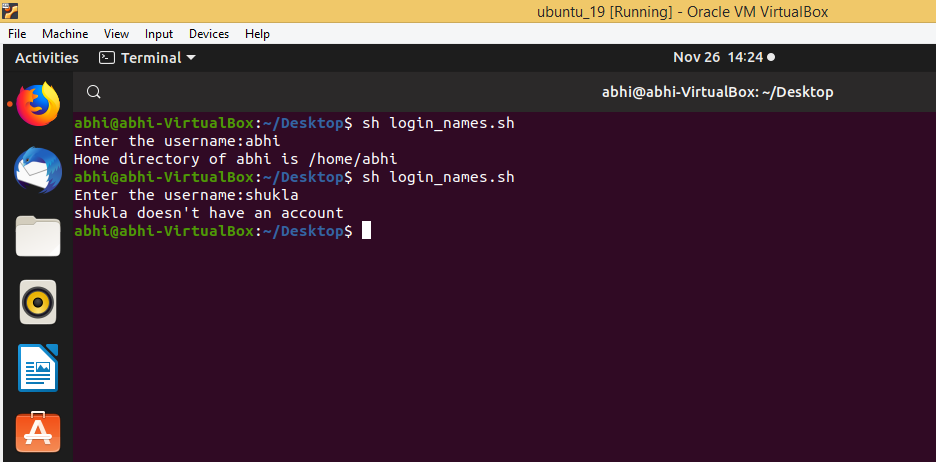 ubuntu_19 [Running] - Oracle VM VirtualBox
File Machine View Input Devices Help
Activities Terminal Nov 26 14:24
abhi@abhi-VirtualBox: ~/Desktop
abhi@abhi-VirtualBox:~/Desktop$ sh login_names.sh
Enter the username:abhi
Home directory of abhi is /home/abhi
abhi@abhi-VirtualBox:~/Desktop$ sh login_names.sh
Enter the username:shukla
shukla doesn't have an account
abhi@abhi-VirtualBox:~/Desktop$